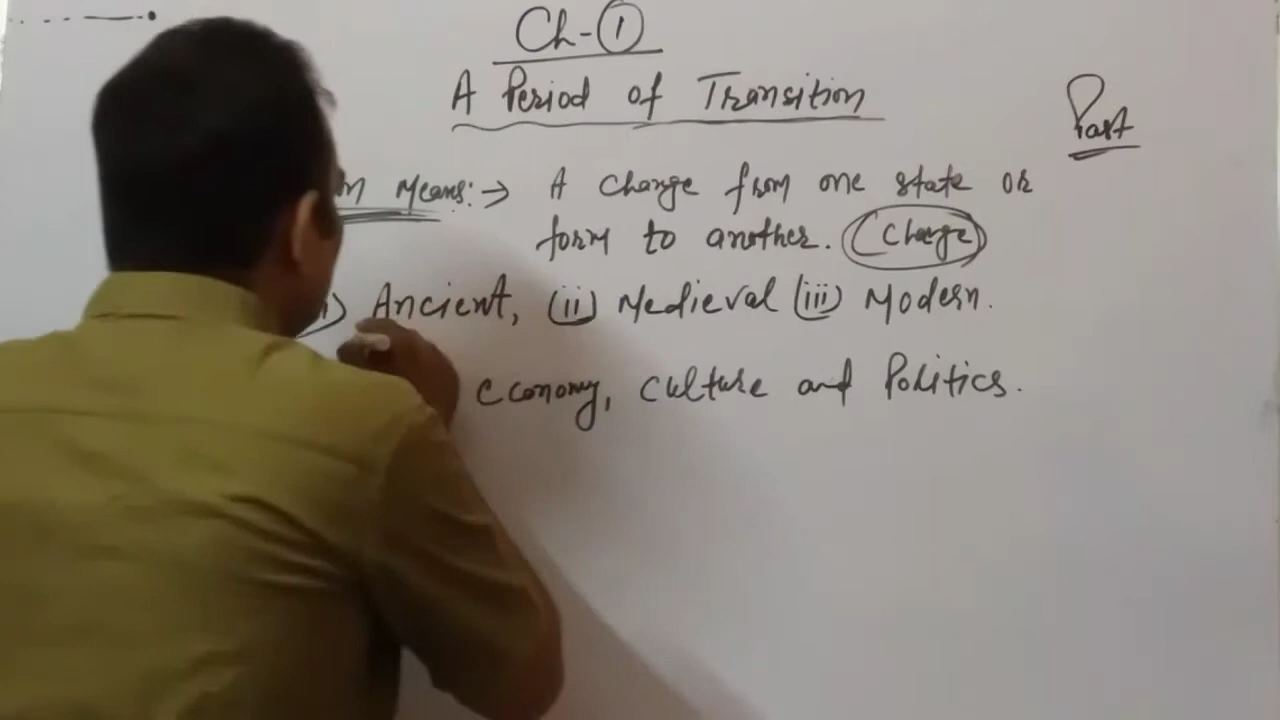 Ch-1
A Period of Transition
Past
n Means:→ A Change from one state or
form to another. (Change)
i) Ancient, (ii) Medieval (iii) Modern.
economy, culture and Politics.